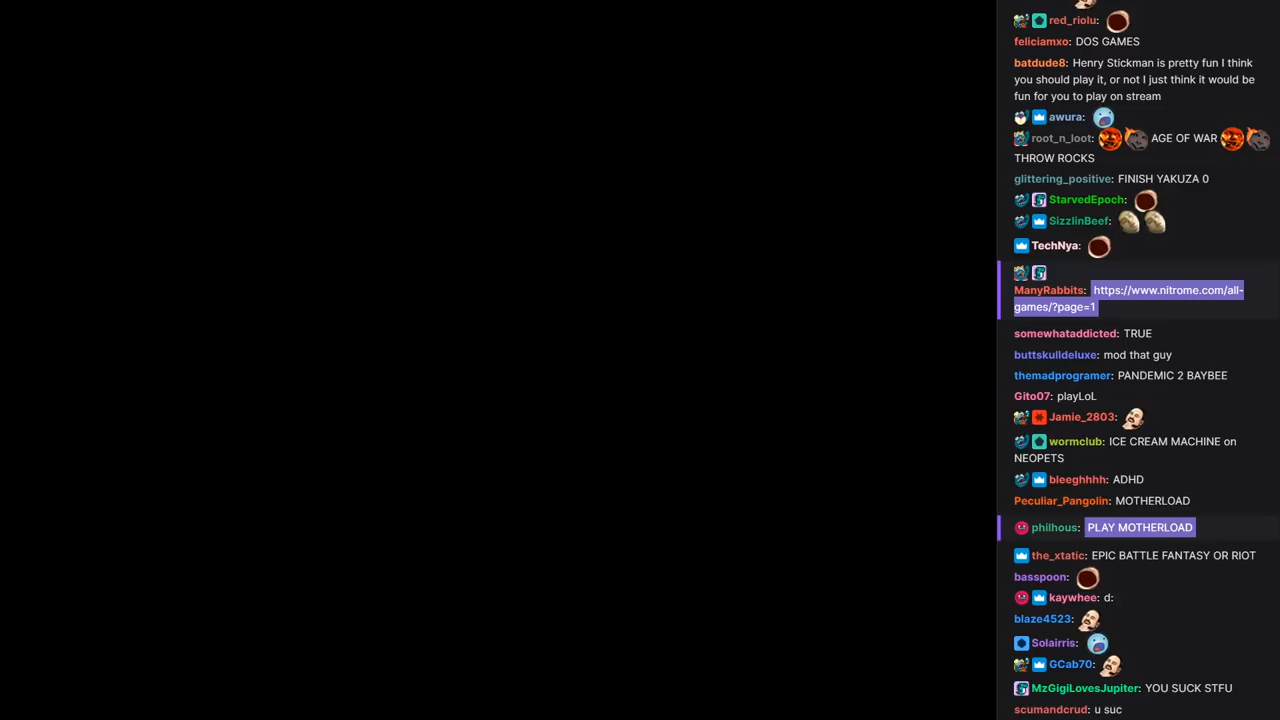 red_riolu:
feliciamxo: DOS GAMES
batdude8: Henry Stickman is pretty fun I think
you should play it, or not I just think it would be
fun for you to play on stream
awura:
root_n_loot: AGE OF WAR
THROW ROCKS
glittering_positive: FINISH YAKUZA 0
StarvedEpoch:
SizzlinBeef:
TechNya:
ManyRabbits: https://www.nitrome.com/all-
games/?page=1
somewhataddicted: TRUE
buttskulldeluxe: mod that guy
themadprogramer: PANDEMIC 2 BAYBEE
Gito07: playLoL
Jamie_2803:
wormclub: ICE CREAM MACHINE on
NEOPETS
bleeghhhh: ADHD
Peculiar_Pangolin: MOTHERLOAD
philhous: PLAY MOTHERLOAD
the_xtatic: EPIC BATTLE FANTASY OR RIOT
basspoon:
kaywhee: d:
blaze4523:
Solairris:
GCab70:
MzGigiLovesJupiter: YOU SUCK STFU
scumandcrud: u suc